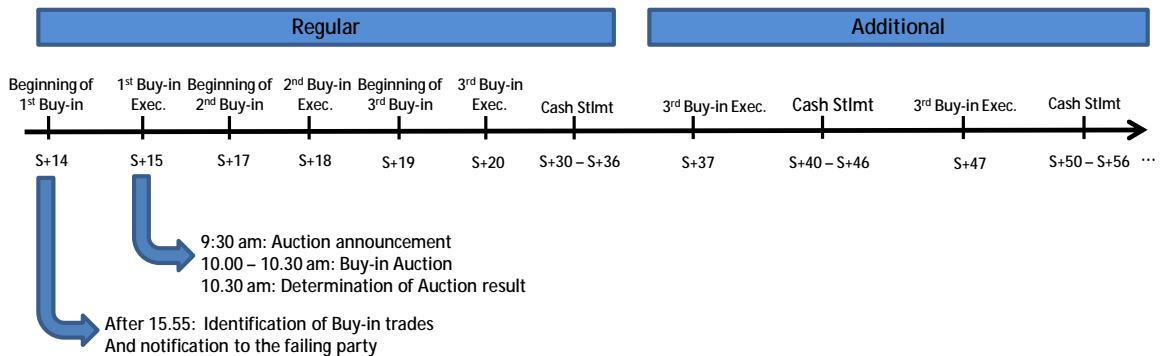 Regular
Additional
Beginning of
1st Buy-in
1st Buy-in
Exec.
Beginning of
2nd Buy-in
2nd Buy-in
Exec.
Beginning of
3rd Buy-in
3rd Buy-in
Exec.
Cash Stlmt
3rd Buy-in Exec.
Cash Stlmt
3rd Buy-in Exec.
Cash Stlmt
S+14
S+15
S+17
S+18
S+19
S+20
S+30 – S+36
S+37
S+40 – S+46
S+47
S+50 – S+56
...
9:30 am: Auction announcement
10.00 – 10.30 am: Buy-in Auction
10.30 am: Determination of Auction result
After 15.55: Identification of Buy-in trades
And notification to the failing party